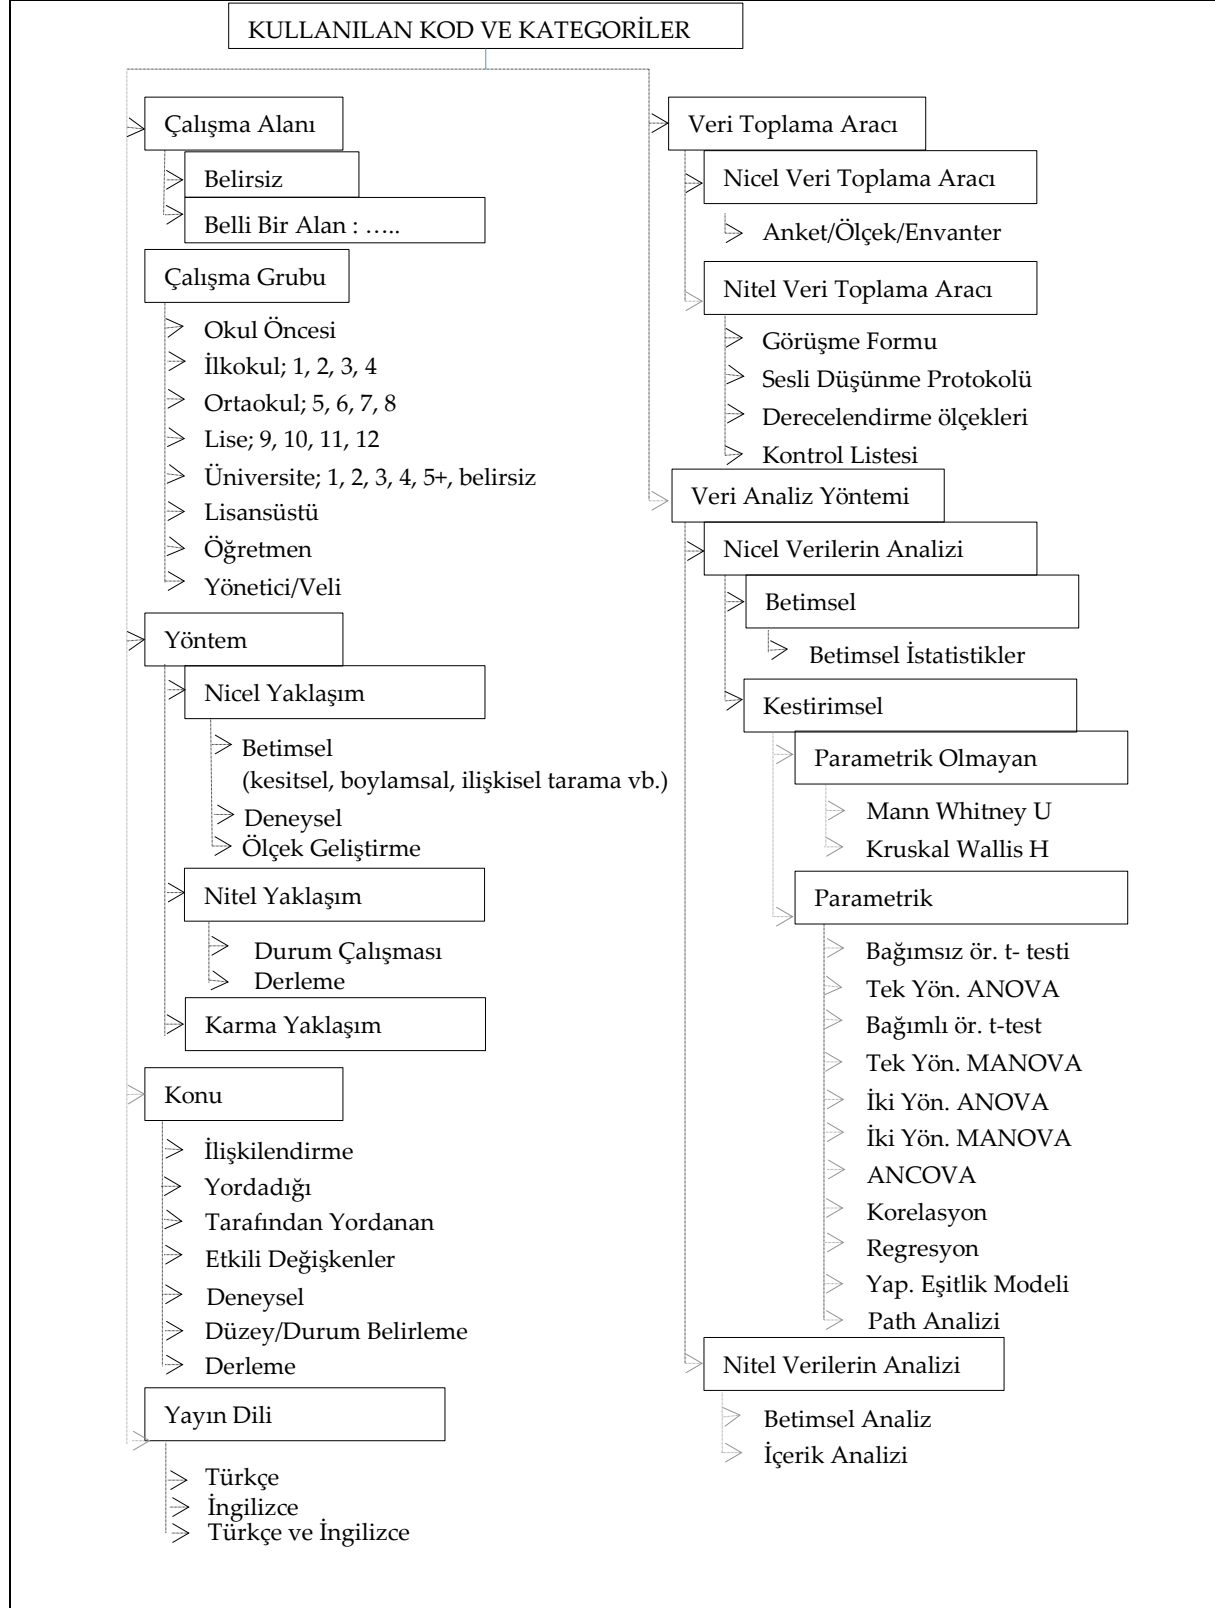 KULLANILAN KOD VE KATEGORİLER
Çalışma Alanı
Belirsiz
Belli Bir Alan : …..
Çalışma Grubu
Okul Öncesi
İlkokul; 1, 2, 3, 4
Ortaokul; 5, 6, 7, 8
Lise; 9, 10, 11, 12
Üniversite; 1, 2, 3, 4, 5+, belirsiz
Lisansüstü
Öğretmen
Yönetici/Veli
Yöntem
Nicel Yaklaşım
Betimsel
(kesitsel, boylamsal, ilişkisel tarama vb.)
Deneysel
Ölçek Geliştirme
Nitel Yaklaşım
Durum Çalışması
Derleme
Karma Yaklaşım
Konu
İlişkilendirme
Yordadığı
Tarafından Yordanan
Etkili Değişkenler
Deneysel
Düzey/Durum Belirleme
Derleme
Yayın Dili
Türkçe
İngilizce
Türkçe ve İngilizce
Veri Toplama Aracı
Nicel Veri Toplama Aracı
Anket/Ölçek/Envanter
Nitel Veri Toplama Aracı
Görüşme Formu
Sesli Düşünme Protokolü
Derecelendirme ölçekleri
Kontrol Listesi
Veri Analiz Yöntemi
Nicel Verilerin Analizi
Betimsel
Betimsel İstatistikler
Kestirimsel
Parametrik Olmayan
Mann Whitney U
Kruskal Wallis H
Parametrik
Bağımsız ör. t- testi
Tek Yön. ANOVA
Bağımlı ör. t-test
Tek Yön. MANOVA
İki Yön. ANOVA
İki Yön. MANOVA
ANCOVA
Korelasyon
Regresyon
Yap. Eşitlik Modeli
Path Analizi
Nitel Verilerin Analizi
Betimsel Analiz
İçerik Analizi